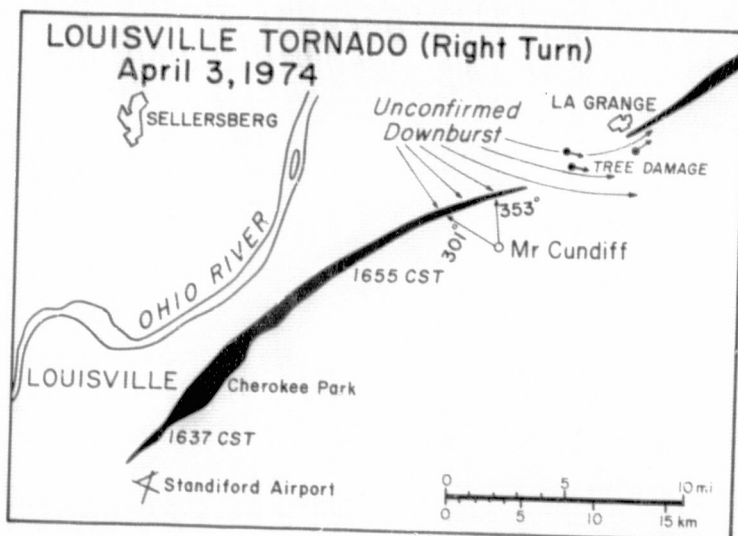 LOUISVILLE TORNADO (Right Turn)
April 3, 1974
SELLERSBERG
Unconfirmed
Downburst
LA GRANGE
TREE DAMAGE
353°
301°
Mr Cundiff
OHIO RIVER
1655 CST
LOUISVILLE
Cherokee Park
1637 CST
Standiford Airport
0 5 10 mi
0 5 10 15 km